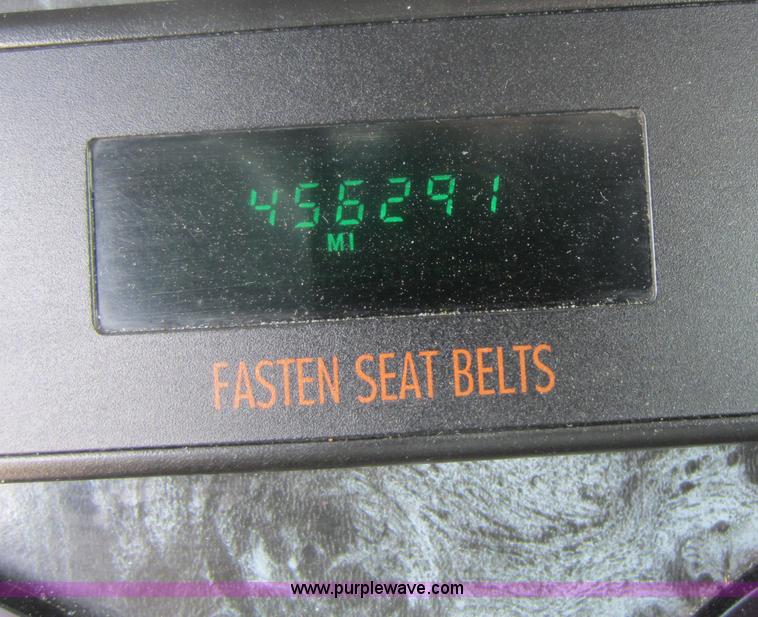 456291
MI
FASTEN SEAT BELTS
www.purplewave.com